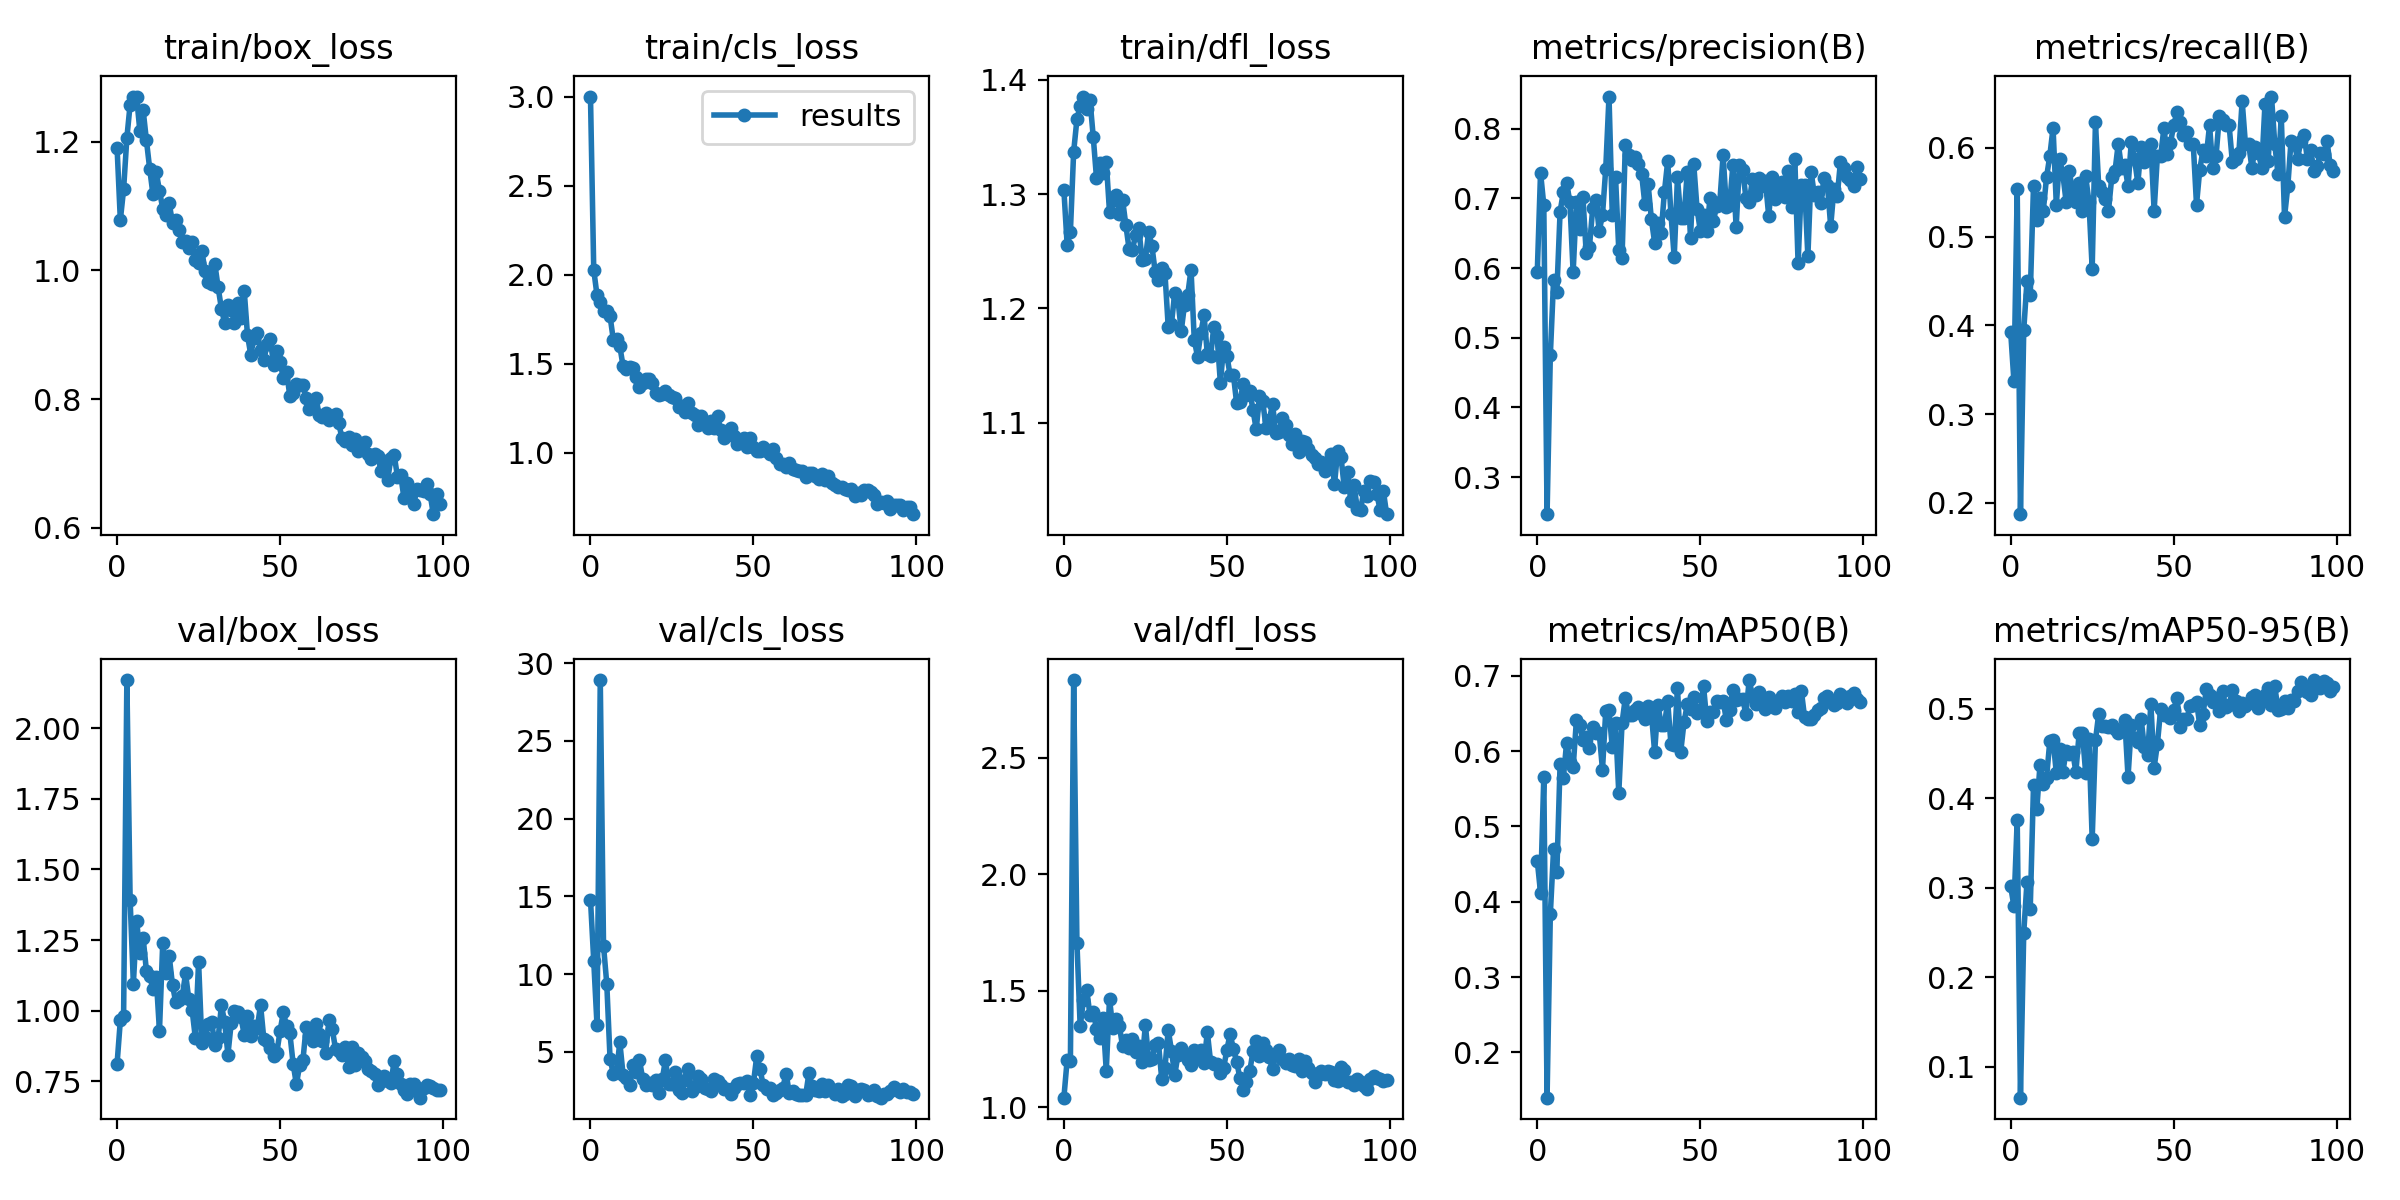 train/box_loss
1.2
1.0
0.8
0.6
0 50 100
train/cls_loss
results
3.0
2.5
2.0
1.5
1.0
0 50 100
train/dfl_loss
1.4
1.3
1.2
1.1
0 50 100
metrics/precision(B)
0.8
0.7
0.6
0.5
0.4
0.3
0 50 100
metrics/recall(B)
0.6
0.5
0.4
0.3
0.2
0 50 100
val/box_loss
2.00
1.75
1.50
1.25
1.00
0.75
0 50 100
val/cls_loss
30
25
20
15
10
5
0 50 100
val/dfl_loss
2.5
2.0
1.5
1.0
0 50 100
metrics/mAP50(B)
0.7
0.6
0.5
0.4
0.3
0.2
0 50 100
metrics/mAP50-95(B)
0.5
0.4
0.3
0.2
0.1
0 50 100